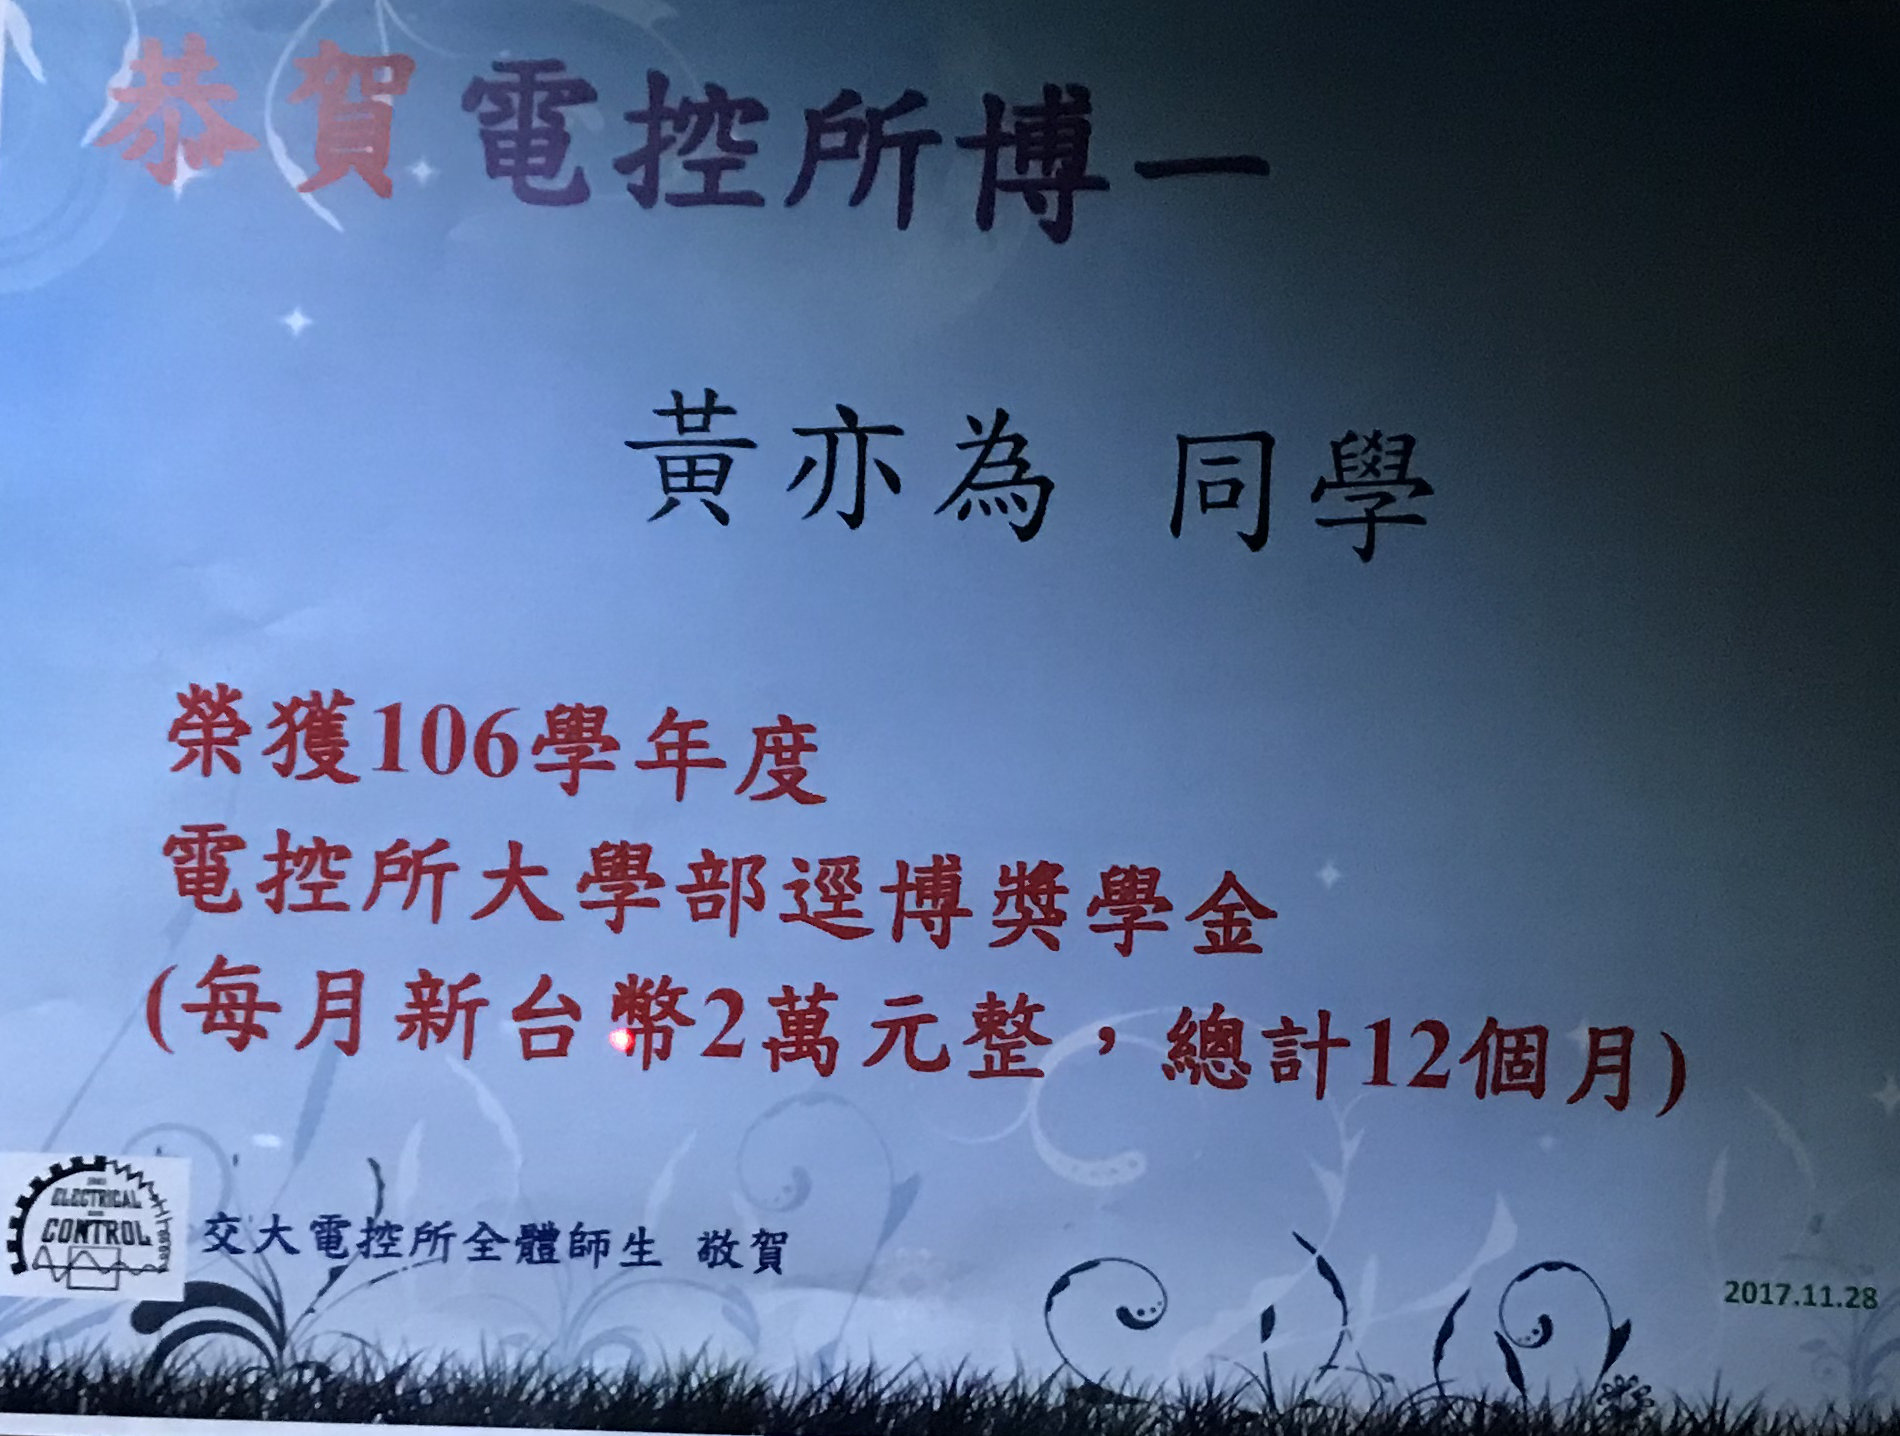 恭賀電控所博一
黃亦為 同學
榮獲106學年度
電控所大學部逕博獎學金
(每月新台幣2萬元整，總計12個月)
ELECTRICAL
CONTROL
交大電控所全體師生 敬賀
2017.11.28